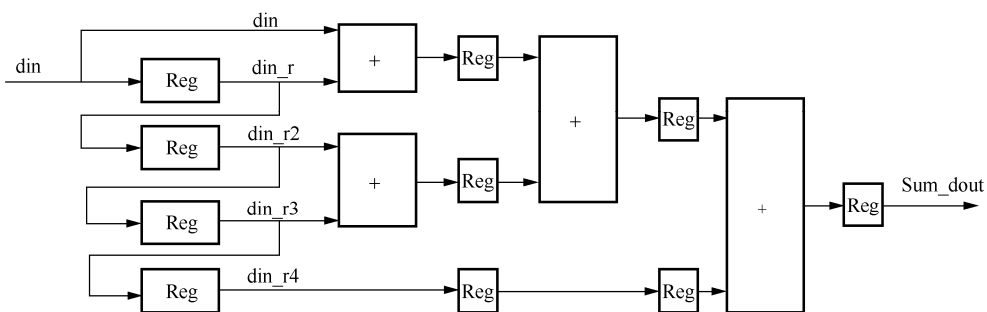 din
din
Reg
din_r
+
Reg
Reg
din_r2
+
Reg
Reg
din_r3
+
Reg
Reg
din_r4
Reg
Reg
+
Reg
Sum_dout